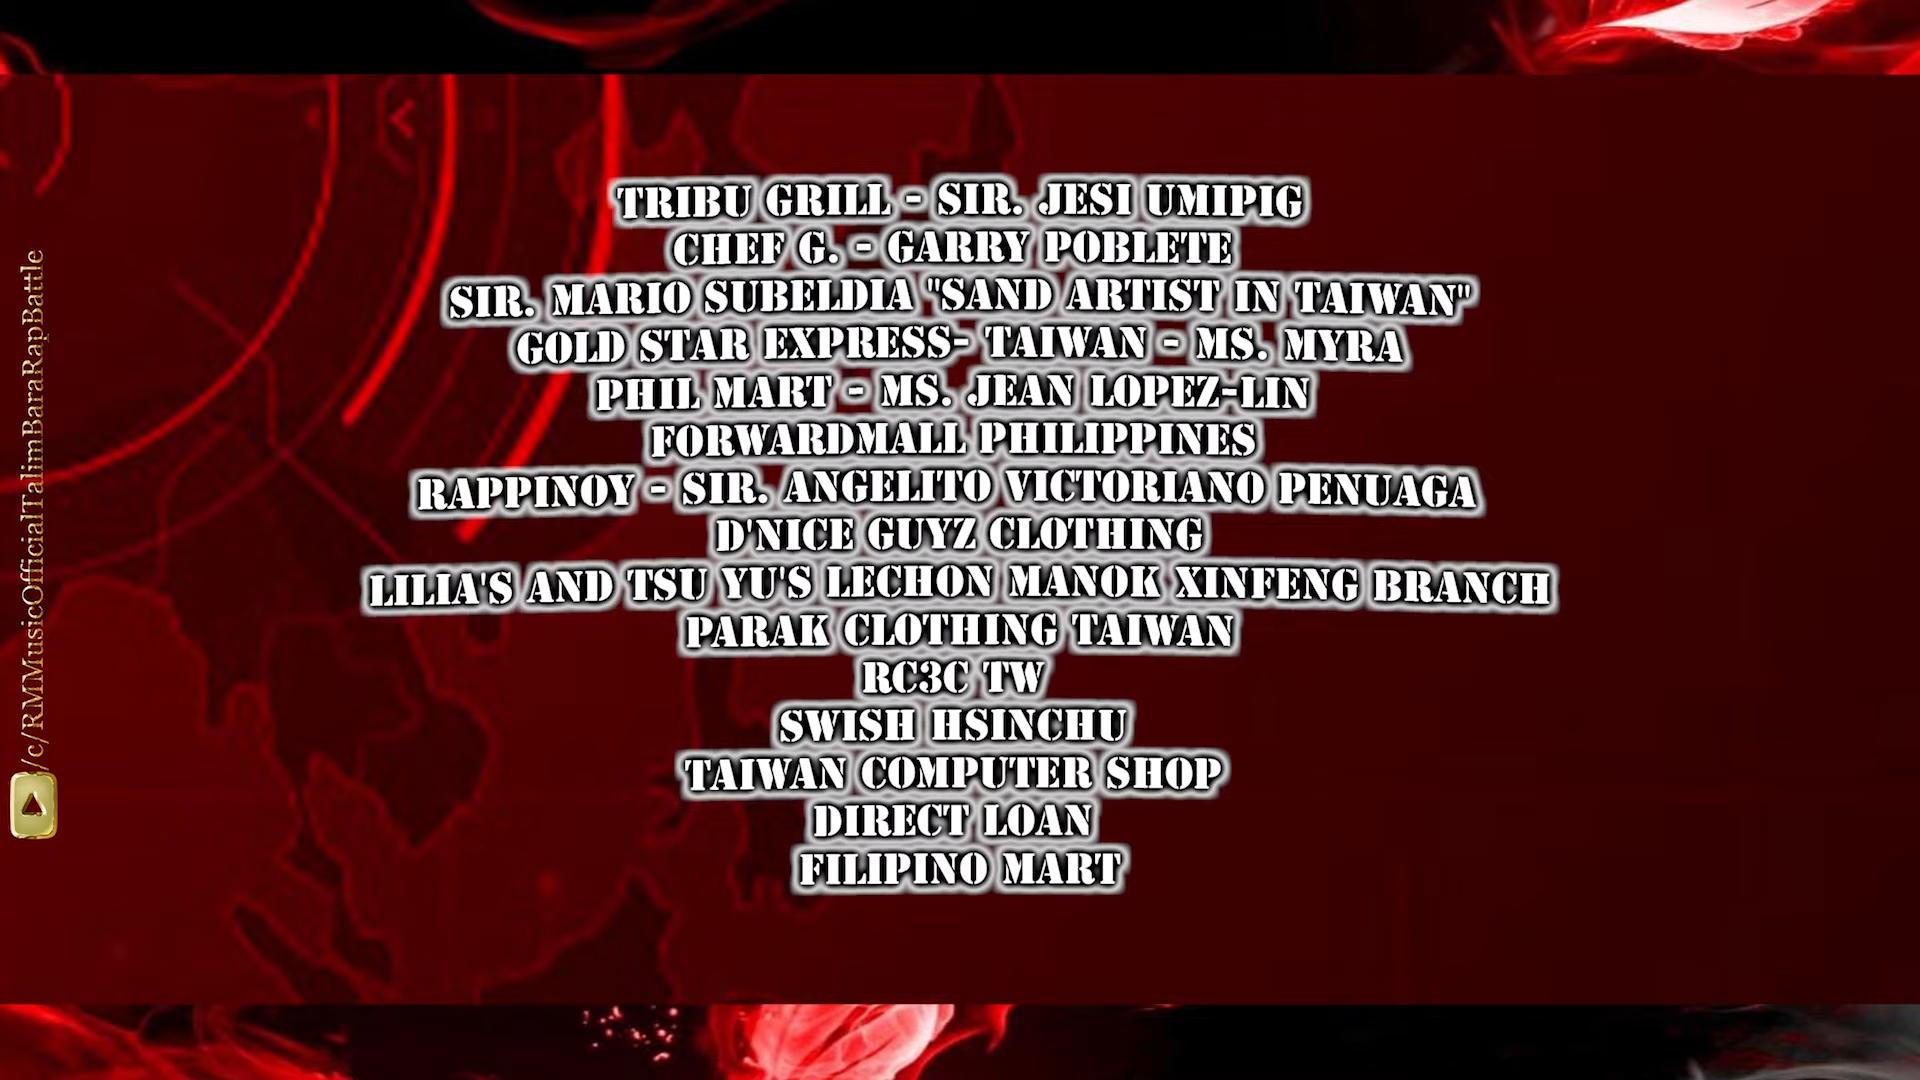 TRIBU GRILL - SIR. JESI UMIPIG
CHEF G. - GARRY POBLETE
SIR. MARIO SUBELDIA "SAND ARTIST IN TAIWAN"
GOLD STAR EXPRESS- TAIWAN - MS. MYRA
PHIL MART - MS. JEAN LOPEZ-LIN
FORWARDMALL PHILIPPINES
RAPPINOY - SIR. ANGELITO VICTORIANO PENUAGA
D'NICE GUYZ CLOTHING
LILIA'S AND TSU YU'S LECHON MANOK XINFENG BRANCH
PARAK CLOTHING TAIWAN
RC3C TW
SWISH HSINCHU
TAIWAN COMPUTER SHOP
DIRECT LOAN
FILIPINO MART
/c/RMMusicOfficialTalimBaraRapBattle